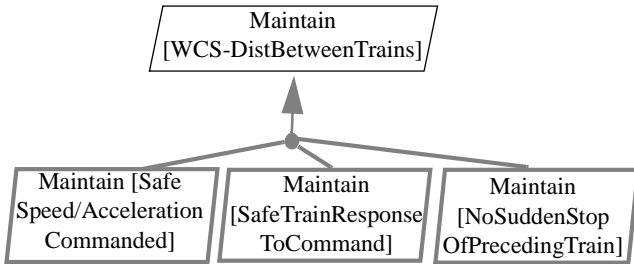 Maintain
[WCS-DistBetweenTrains]
Maintain [Safe
Speed/Acceleration
Commanded]
Maintain
[SafeTrainResponse
ToCommand]
Maintain
[NoSuddenStop
OfPrecedingTrain]